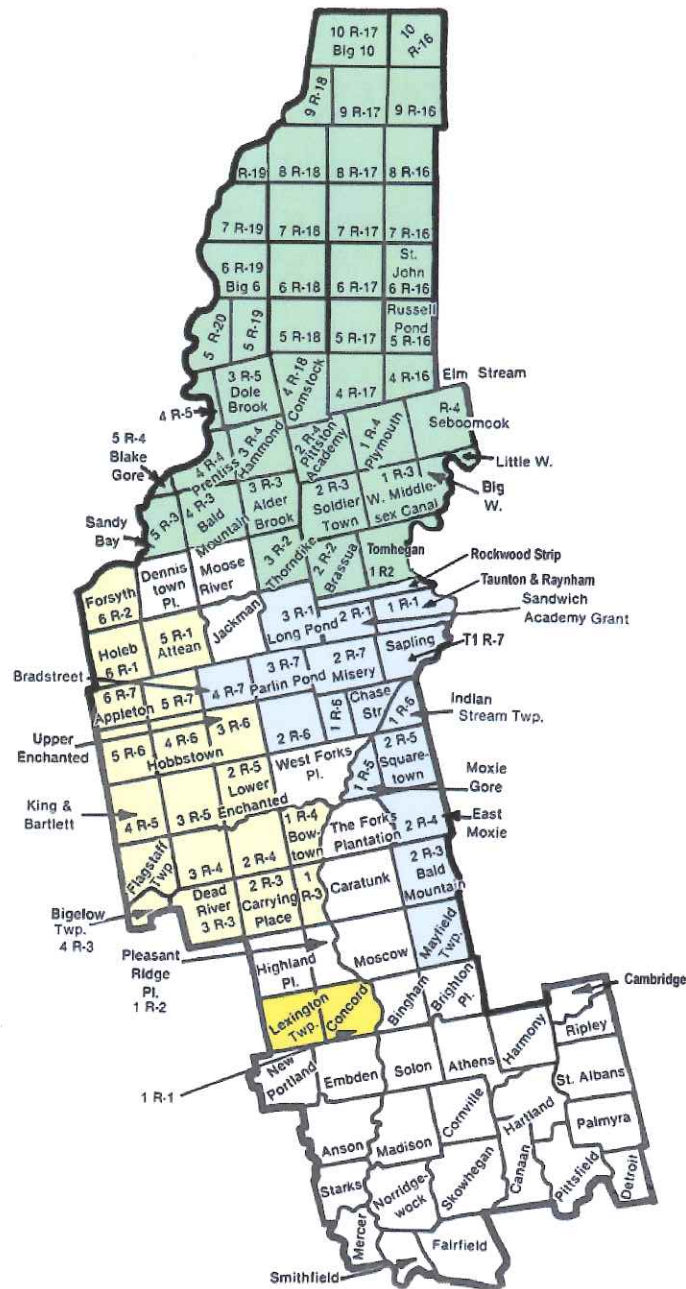 10 R-17
Big 10
10
R-16
9 R-18
9 R-17
9 R-16
R-19
8 R-18
8 R-17
8 R-16
7 R-19
7 R-18
7 R-17
7 R-16
6 R-19
Big 6
6 R-18
6 R-17
St.
John
6 R-16
5 R-20
5 R-19
5 R-18
5 R-17
Russell
Pond
5 R-16
4 R-5
3 R-5
Dole
Brook
4 R-18
Comstock
4 R-17
4 R-16
Elm Stream
5 R-4
Blake
Gore
4 R-4
Prentiss
3 R-4
Hammond
2 R-4
Pittston
Academy
1 R-4
Plymouth
R-4
Seboomook
Little W.
Big
W.
Sandy
Bay
5 R-3
4 R-3
Bald
Mountain
3 R-3
Alder
Brook
2 R-3
Soldier
Town
1 R-3
W. Middle-
sex Canal
3 R-2
Thorndike
2 R-2
Brassua
Tomhegan
1 R2
Rockwood Strip
Forsyth
6 R-2
Dennis
town
Pl.
Moose
River
Jackman
3 R-1
Long Pond
2 R-1
1 R-1
Taunton & Raynham
Sandwich
Academy Grant
Holeb
6 R-1
5 R-1
Attean
Sapling
T1 R-7
Bradstreet
6 R-7
Appleton
5 R-7
4 R-7
3 R-7
Parlin Pond
2 R-7
Misery
Upper
Enchanted
5 R-6
4 R-6
Hobbstown
3 R-6
2 R-6
1 R-6
Chase
Str.
1 R-6
Indian
Stream Twp.
King &
Bartlett
4 R-5
3 R-5
2 R-5
Lower
Enchanted
West Forks
Pl.
1 R-5
2 R-5
Square-
town
Moxie
Gore
Flagstaff
Twp.
3 R-4
2 R-4
1 R-4
Bow-
town
The Forks
Plantation
2 R-4
East
Moxie
Bigelow
Twp.
4 R-3
Dead
River
3 R-3
2 R-3
Carrying
Place
1
R-3
Caratunk
2 R-3
Bald
Mountain
Pleasant
Ridge
Pl.
1 R-2
Highland
Pl.
Moscow
Mayfield
Twp.
Lexington
Twp.
Concord
Bingham
Brighton
Pl.
Cambridge
1 R-1
New
Portland
Embden
Solon
Athens
Harmony
Ripley
Anson
Madison
Cornville
Hartland
St. Albans
Palmyra
Starks
Norridge-
wock
Skowhegan
Canaan
Pittsfield
Detroit
Mercer
Smithfield
Fairfield